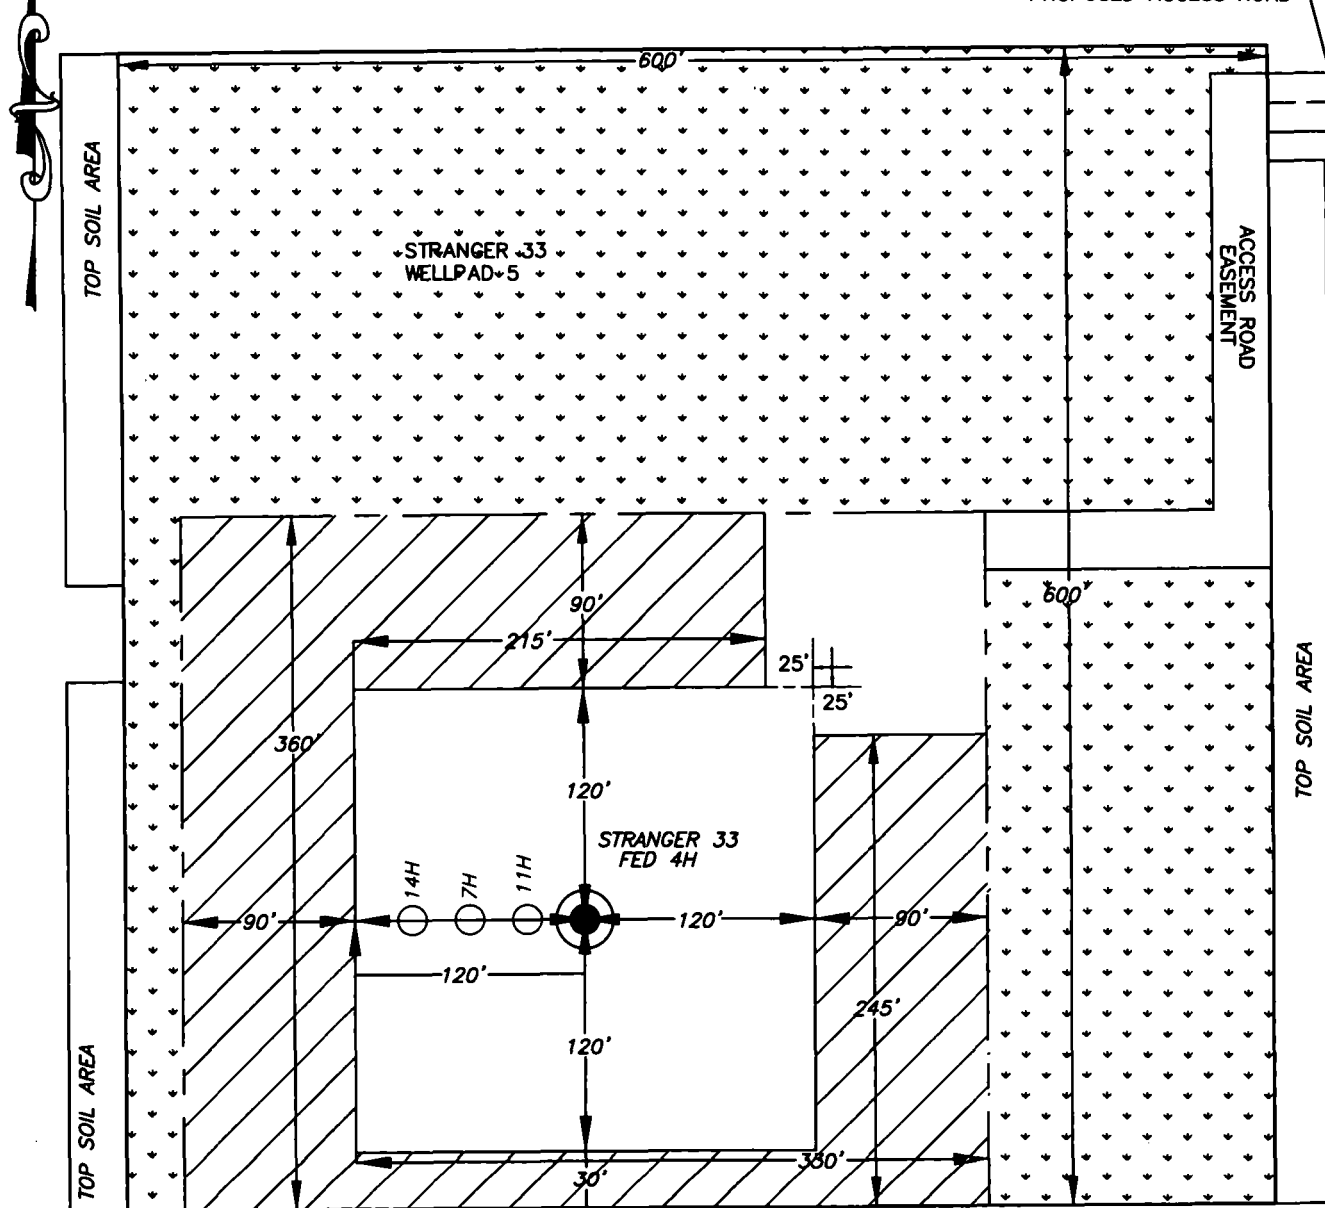 PROPOSED ACCESS ROAD
600'
TOP SOIL AREA
STRANGER 33
WELLPAD 5
ACCESS ROAD
EASEMENT
90'
600'
215'
25'
25'
TOP SOIL AREA
360'
120'
STRANGER 33
FED 4H
14H
7H
11H
90'
120'
90'
120'
245'
120'
TOP SOIL AREA
330'
30'